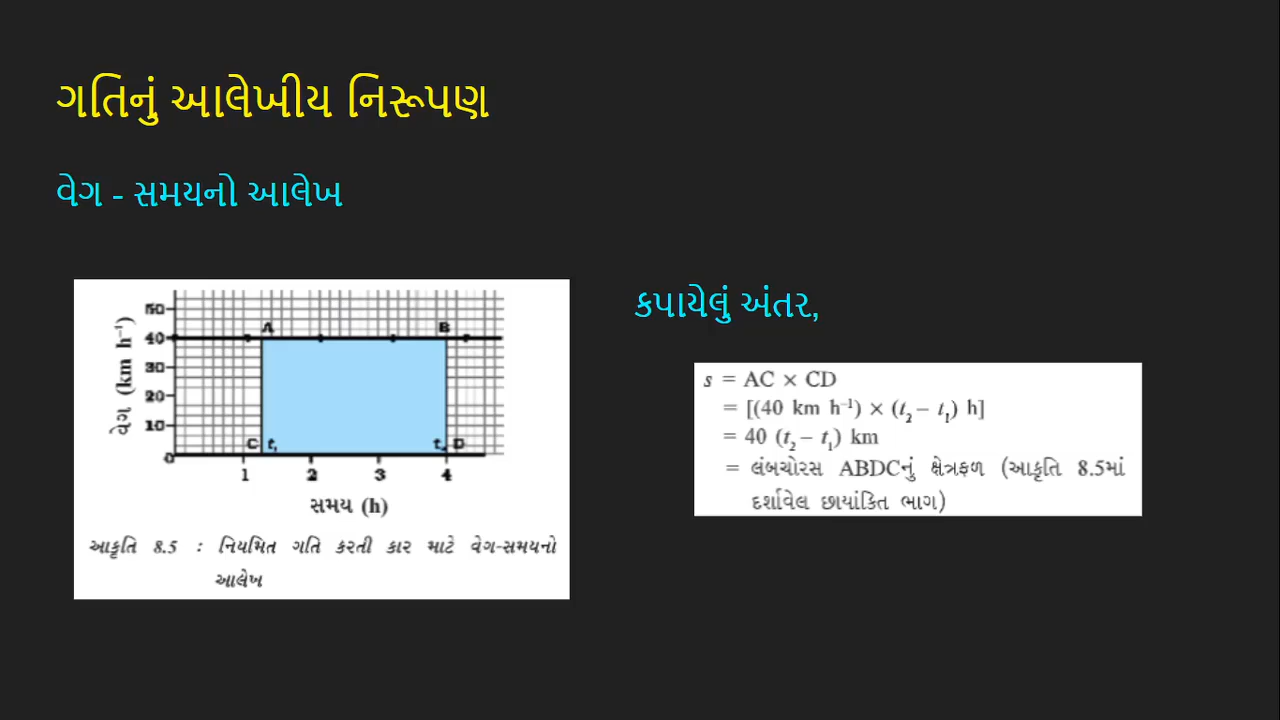 ગતિનું આલેખીય નિરૂપણ
વેગ - સમયનો આલેખ
કપાયેલું અંતર,
50
40
30
20
10
0
1 2 3 4
A B
C t₁ t₂ D
વેગ (km h⁻¹)
સમય (h)
આકૃતિ 8.5 : નિયમિત ગતિ કરતી કાર માટે વેગ-સમયનો
આલેખ
s = AC × CD
= [(40 km h⁻¹) × (t₂ – t₁) h]
= 40 (t₂ – t₁) km
= લંબચોરસ ABDCનું ક્ષેત્રફળ (આકૃતિ 8.5માં
દર્શાવેલ છાયાંકિત ભાગ)